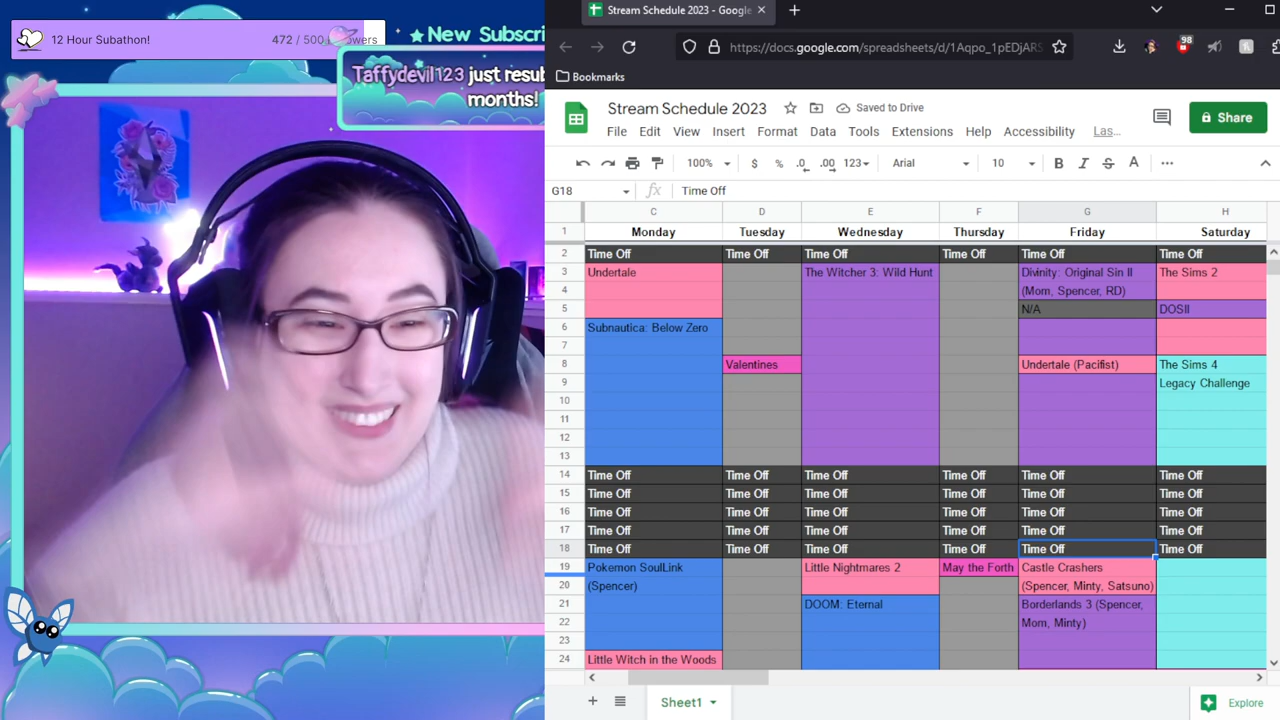 12 Hour Subathon!
472 / 500
New Subscri
Taffydevil123 just resub
months!
Stream Schedule 2023 - Google
https://docs.google.com/spreadsheets/d/1Aqpo_1pEDjARS
98
Bookmarks
Stream Schedule 2023
Saved to Drive
File Edit View Insert Format Data Tools Extensions Help Accessibility Las...
Share
100% $ % .0 .00 123 Arial 10 B I S A
G18 fx Time Off
C D E F G H
1 Monday Tuesday Wednesday Thursday Friday Saturday
2 Time Off Time Off Time Off Time Off Time Off Time Off
3 Undertale The Witcher 3: Wild Hunt Divinity: Original Sin II The Sims 2
4 (Mom, Spencer, RD)
5 N/A DOSII
6 Subnautica: Below Zero
7
8 Valentines Undertale (Pacifist) The Sims 4
9 Legacy Challenge
10
11
12
13
14 Time Off Time Off Time Off Time Off Time Off Time Off
15 Time Off Time Off Time Off Time Off Time Off Time Off
16 Time Off Time Off Time Off Time Off Time Off Time Off
17 Time Off Time Off Time Off Time Off Time Off Time Off
18 Time Off Time Off Time Off Time Off Time Off Time Off
19 Pokemon SoulLink Little Nightmares 2 May the Forth Castle Crashers
20 (Spencer) (Spencer, Minty, Satsuno)
21 DOOM: Eternal Borderlands 3 (Spencer,
22 Mom, Minty)
23
24 Little Witch in the Woods
Sheet1
Explore